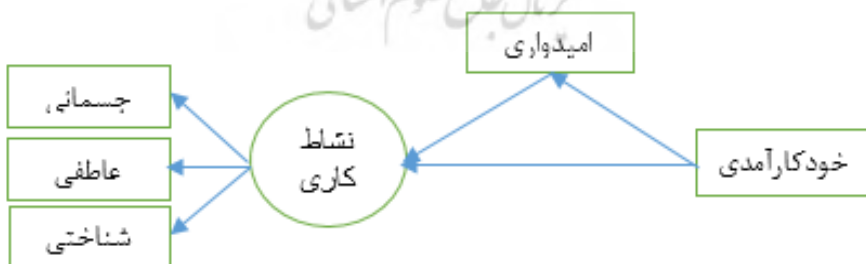 امیدواری
خودکارآمدی
نشاط
کاری
جسمانی
عاطفی
شناختی